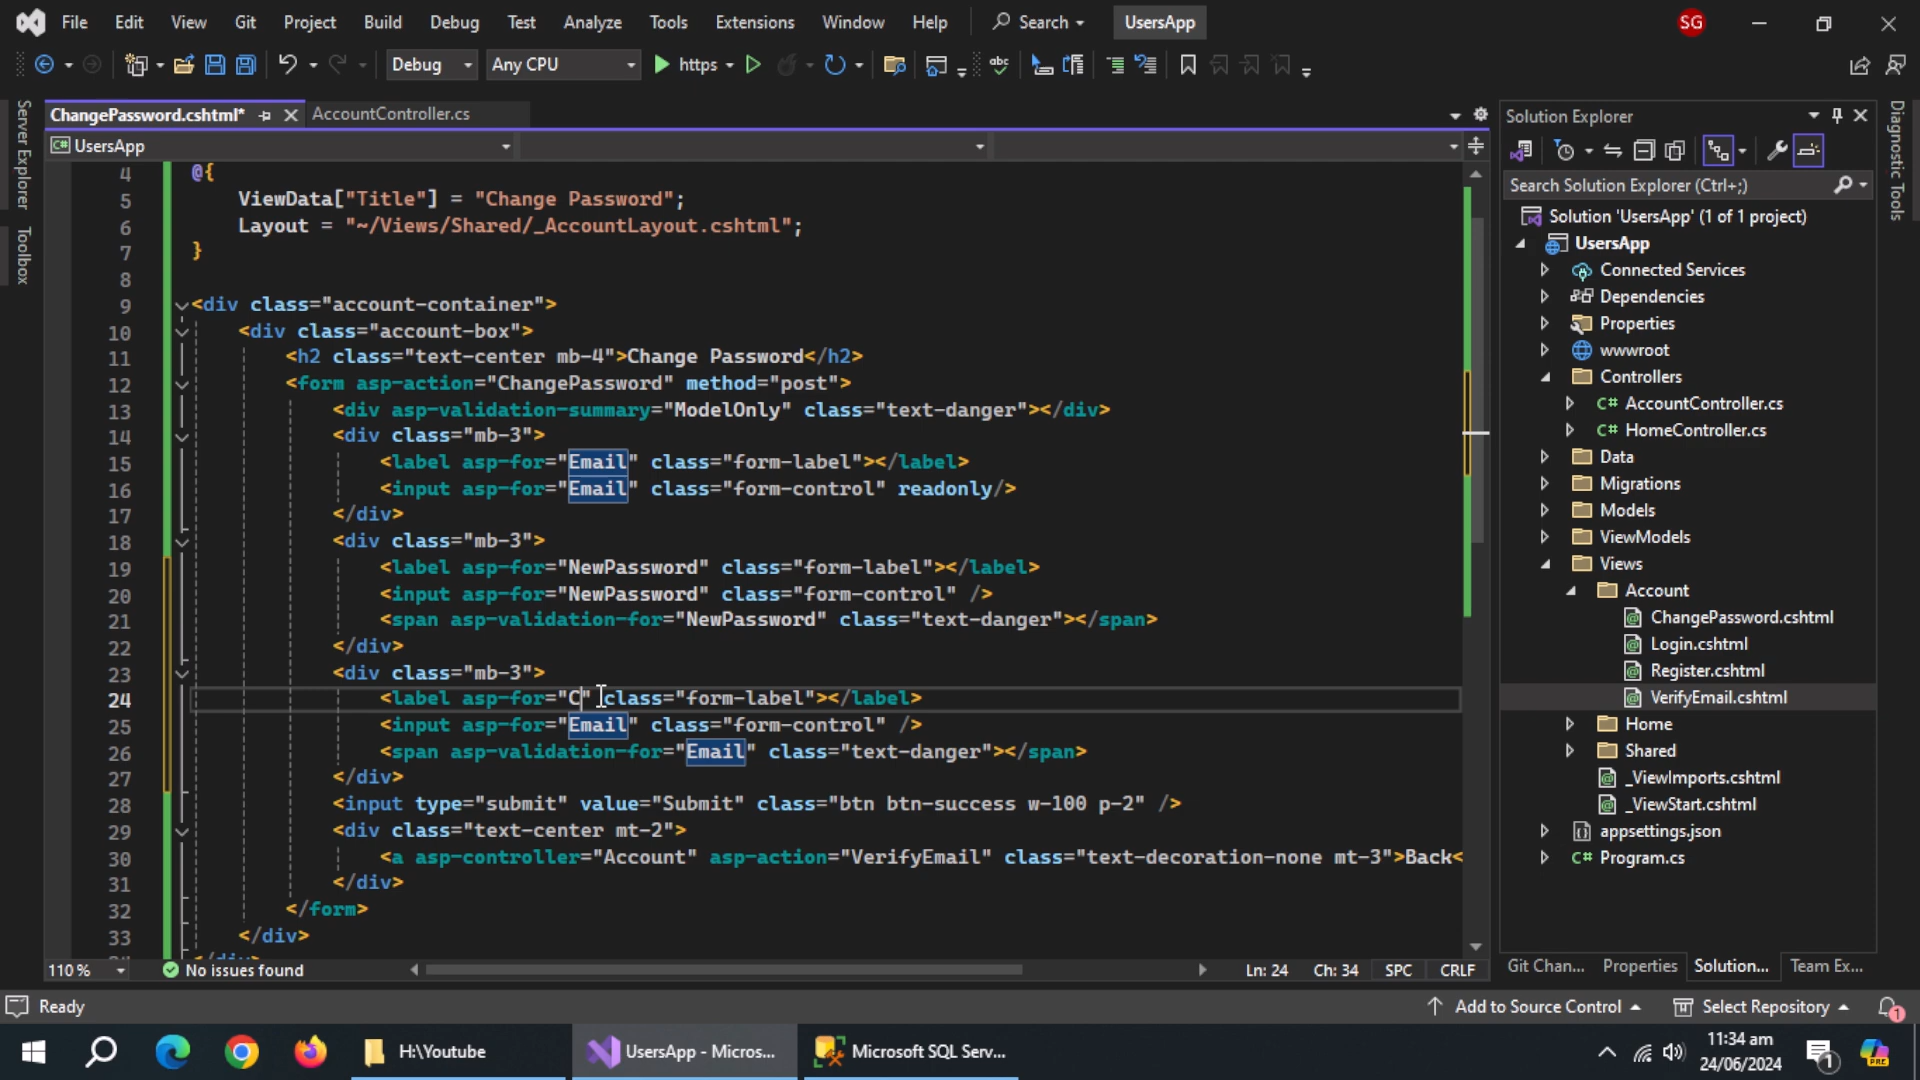 File Edit View Git Project Build Debug Test Analyze Tools Extensions Window Help Search UsersApp SG
Debug Any CPU https abc
Server Explorer
Toolbox
ChangePassword.cshtml* AccountController.cs
C# UsersApp
4 @{
5 ViewData["Title"] = "Change Password";
6 Layout = "~/Views/Shared/_AccountLayout.cshtml";
7 }
8
9 <div class="account-container">
10 <div class="account-box">
11 <h2 class="text-center mb-4">Change Password</h2>
12 <form asp-action="ChangePassword" method="post">
13 <div asp-validation-summary="ModelOnly" class="text-danger"></div>
14 <div class="mb-3">
15 <label asp-for="Email" class="form-label"></label>
16 <input asp-for="Email" class="form-control" readonly/>
17 </div>
18 <div class="mb-3">
19 <label asp-for="NewPassword" class="form-label"></label>
20 <input asp-for="NewPassword" class="form-control" />
21 <span asp-validation-for="NewPassword" class="text-danger"></span>
22 </div>
23 <div class="mb-3">
24 <label asp-for="C" class="form-label"></label>
25 <input asp-for="Email" class="form-control" />
26 <span asp-validation-for="Email" class="text-danger"></span>
27 </div>
28 <input type="submit" value="Submit" class="btn btn-success w-100 p-2" />
29 <div class="text-center mt-2">
30 <a asp-controller="Account" asp-action="VerifyEmail" class="text-decoration-none mt-3">Back<
31 </div>
32 </form>
33 </div>
110 % No issues found Ln: 24 Ch: 34 SPC CRLF
Solution Explorer
Search Solution Explorer (Ctrl+;)
Solution 'UsersApp' (1 of 1 project)
UsersApp
Connected Services
Dependencies
Properties
wwwroot
Controllers
C# AccountController.cs
C# HomeController.cs
Data
Migrations
Models
ViewModels
Views
Account
ChangePassword.cshtml
Login.cshtml
Register.cshtml
VerifyEmail.cshtml
Home
Shared
_ViewImports.cshtml
_ViewStart.cshtml
appsettings.json
C# Program.cs
Git Chan... Properties Solution... Team Ex...
Diagnostic Tools
Ready Add to Source Control Select Repository 1
H:\Youtube UsersApp - Micros... Microsoft SQL Serv... 11:34 am
24/06/2024 1 PRE